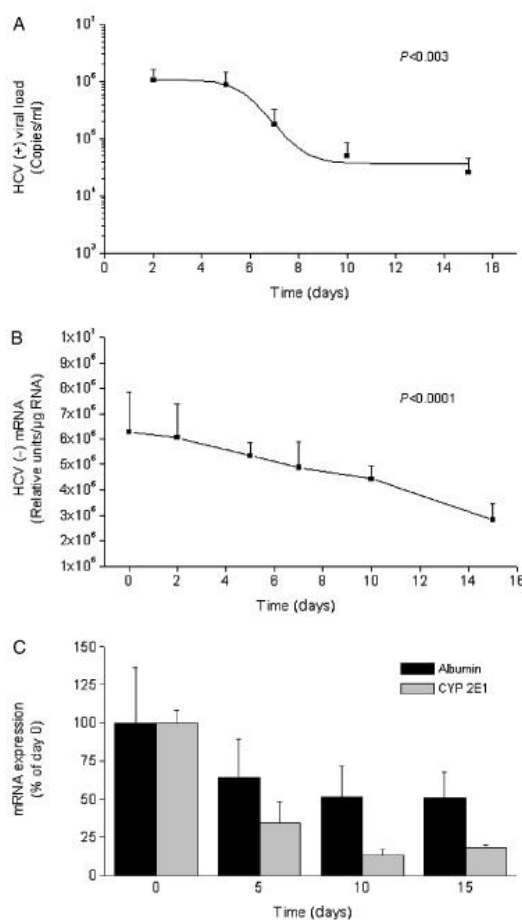 A
P<0.003
HCV (+) viral load
(Copies/ml)
10⁷
10⁶
10⁵
10⁴
10³
0 2 4 6 8 10 12 14 16
Time (days)
B
P<0.0001
HCV (-) mRNA
(Relative units/µg RNA)
1x10⁷
9x10⁶
8x10⁶
7x10⁶
6x10⁶
5x10⁶
4x10⁶
3x10⁶
2x10⁶
1x10⁶
0 2 4 6 8 10 12 14 16
Time (days)
C
Albumin
CYP 2E1
mRNA expression
(% of day 0)
150
125
100
75
50
25
0
0 5 10 15
Time (days)